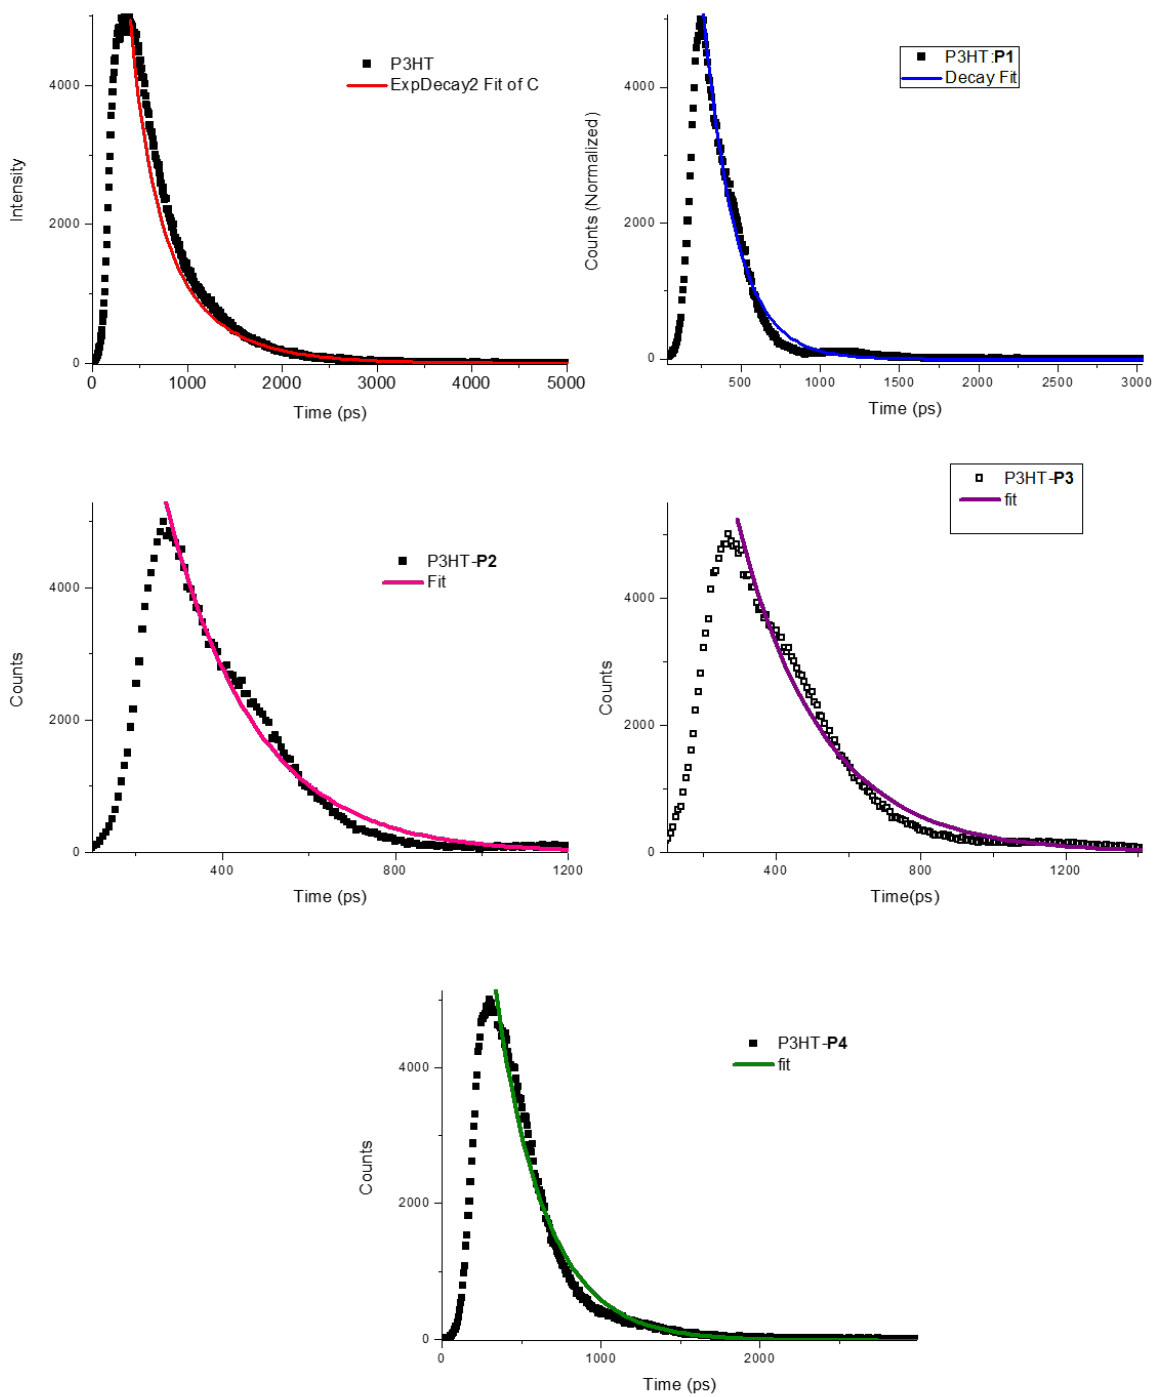 P3HT
ExpDecay2 Fit of C
Intensity
4000
2000
0
0 1000 2000 3000 4000 5000
Time (ps)
P3HT:P1
Decay Fit
Counts (Normalized)
4000
2000
0
500 1000 1500 2000 2500 3000
Time (ps)
P3HT-P2
Fit
Counts
4000
2000
0
400 800 1200
Time (ps)
P3HT-P3
fit
Counts
4000
2000
0
400 800 1200
Time(ps)
P3HT-P4
fit
Counts
4000
2000
0
0 1000 2000
Time (ps)